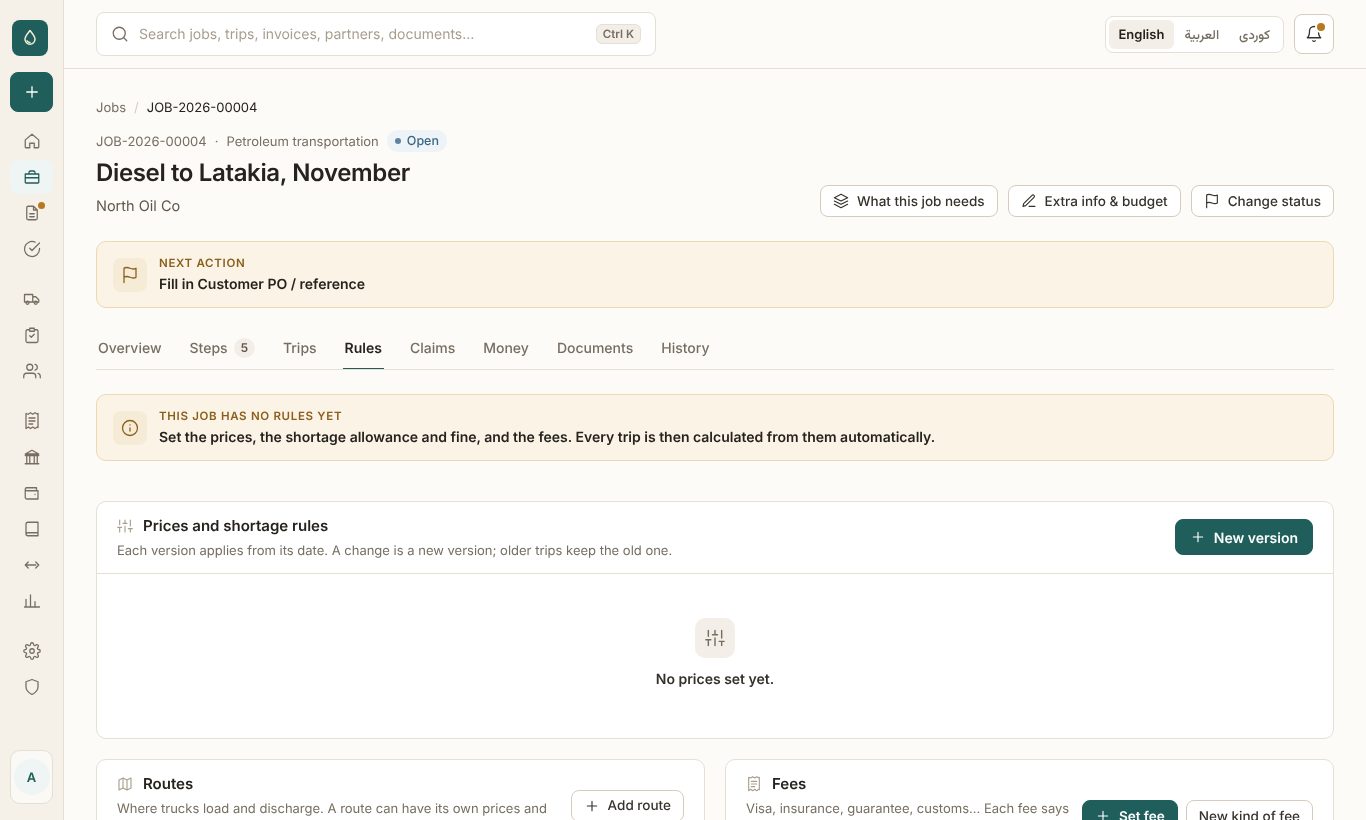 Search jobs, trips, invoices, partners, documents...
Ctrl K
English
العربية
کوردی
Jobs / JOB-2026-00004
JOB-2026-00004 · Petroleum transportation
Open
Diesel to Latakia, November
North Oil Co
What this job needs
Extra info & budget
Change status
NEXT ACTION
Fill in Customer PO / reference
Overview
Steps 5
Trips
Rules
Claims
Money
Documents
History
THIS JOB HAS NO RULES YET
Set the prices, the shortage allowance and fine, and the fees. Every trip is then calculated from them automatically.
Prices and shortage rules
Each version applies from its date. A change is a new version; older trips keep the old one.
New version
No prices set yet.
Routes
Where trucks load and discharge. A route can have its own prices and
Add route
Fees
Visa, insurance, guarantee, customs... Each fee says
Set fee
New kind of fee
A